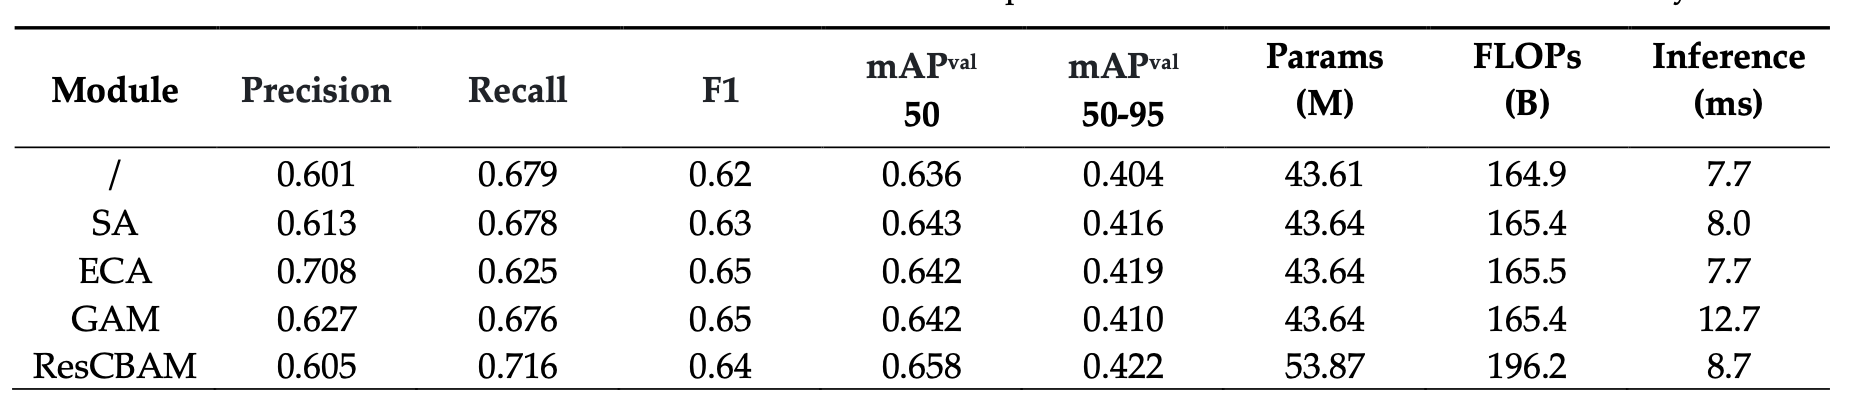 Module Precision Recall F1 mAPval 50 mAPval 50-95 Params (M) FLOPs (B) Inference (ms)
/ 0.601 0.679 0.62 0.636 0.404 43.61 164.9 7.7
SA 0.613 0.678 0.63 0.643 0.416 43.64 165.4 8.0
ECA 0.708 0.625 0.65 0.642 0.419 43.64 165.5 7.7
GAM 0.627 0.676 0.65 0.642 0.410 43.64 165.4 12.7
ResCBAM 0.605 0.716 0.64 0.658 0.422 53.87 196.2 8.7